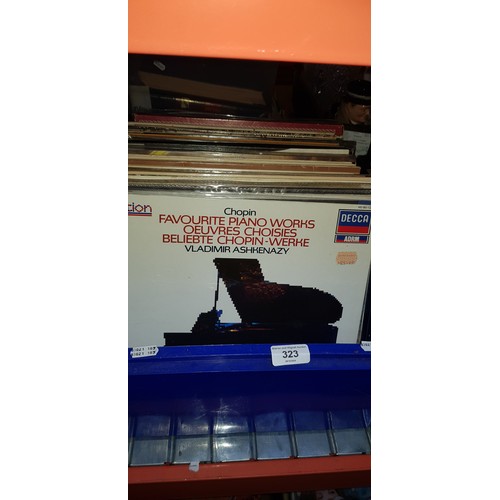 Chopin
FAVOURITE PIANO WORKS
OEUVRES CHOISIES
BELIEBTE CHOPIN-WERKE
VLADIMIR ASHKENAZY
DECCA
ADRM
323